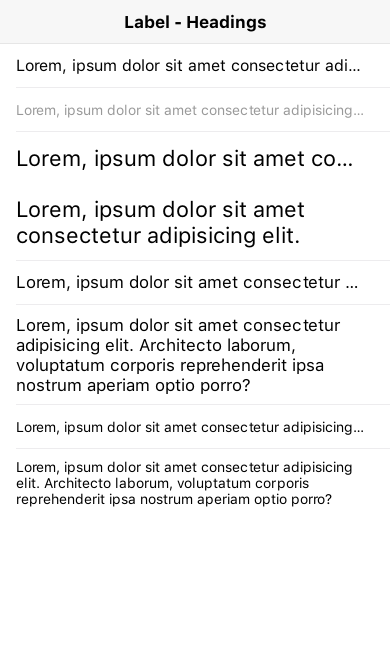 Label - Headings
Lorem, ipsum dolor sit amet consectetur adi...
Lorem, ipsum dolor sit amet consectetur adipisicing...
Lorem, ipsum dolor sit amet co...
Lorem, ipsum dolor sit amet
consectetur adipisicing elit.
Lorem, ipsum dolor sit amet consectetur ...
Lorem, ipsum dolor sit amet consectetur
adipisicing elit. Architecto laborum,
voluptatum corporis reprehenderit ipsa
nostrum aperiam optio porro?
Lorem, ipsum dolor sit amet consectetur adipisicing...
Lorem, ipsum dolor sit amet consectetur adipisicing
elit. Architecto laborum, voluptatum corporis
reprehenderit ipsa nostrum aperiam optio porro?